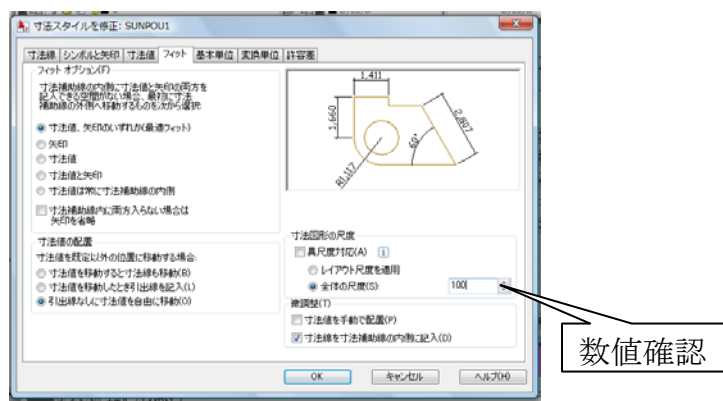 寸法スタイルを修正: SUNPOU1
寸法線 シンボルと矢印 寸法値 フィット 基本単位 変換単位 許容差
フィット オプション(F)
寸法補助線の内側に寸法値と矢印の両方を
記入できる空間がない場合、最初に寸法
補助線の外側へ移動するものを次から選択:
寸法値、矢印のいずれか(最適フィット)
矢印
寸法値
寸法値と矢印
寸法値は常に寸法補助線の内側
寸法補助線内に両方入らない場合は
矢印を省略
寸法値の配置
寸法値を既定以外の位置に移動する場合:
寸法値を移動すると寸法線も移動(B)
寸法値を移動したとき引出線を記入(L)
引出線なしに寸法値を自由に移動(O)
1,411
1,660
2,807
60°
R1,117
寸法図形の尺度
異尺度対応(A)
レイアウト尺度を適用
全体の尺度(S):
100
微調整(T)
寸法値を手動で配置(P)
寸法線を寸法補助線の内側に記入(D)
OK キャンセル ヘルプ(H)
数値確認